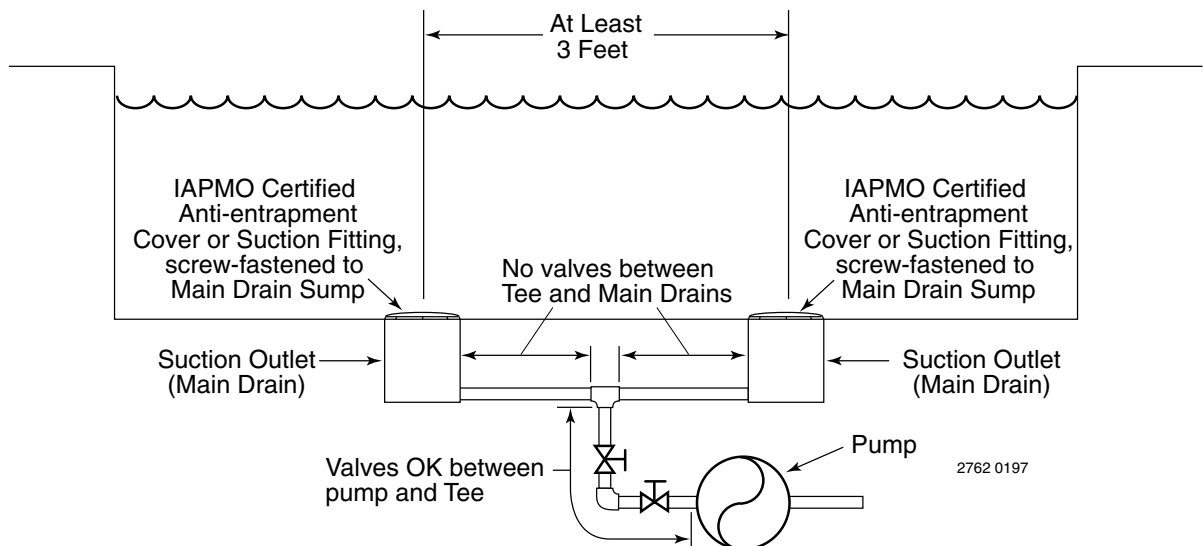 At Least
3 Feet
IAPMO Certified
Anti-entrapment
Cover or Suction Fitting,
screw-fastened to
Main Drain Sump
IAPMO Certified
Anti-entrapment
Cover or Suction Fitting,
screw-fastened to
Main Drain Sump
No valves between
Tee and Main Drains
Suction Outlet
(Main Drain)
Suction Outlet
(Main Drain)
Valves OK between
pump and Tee
Pump
2762 0197